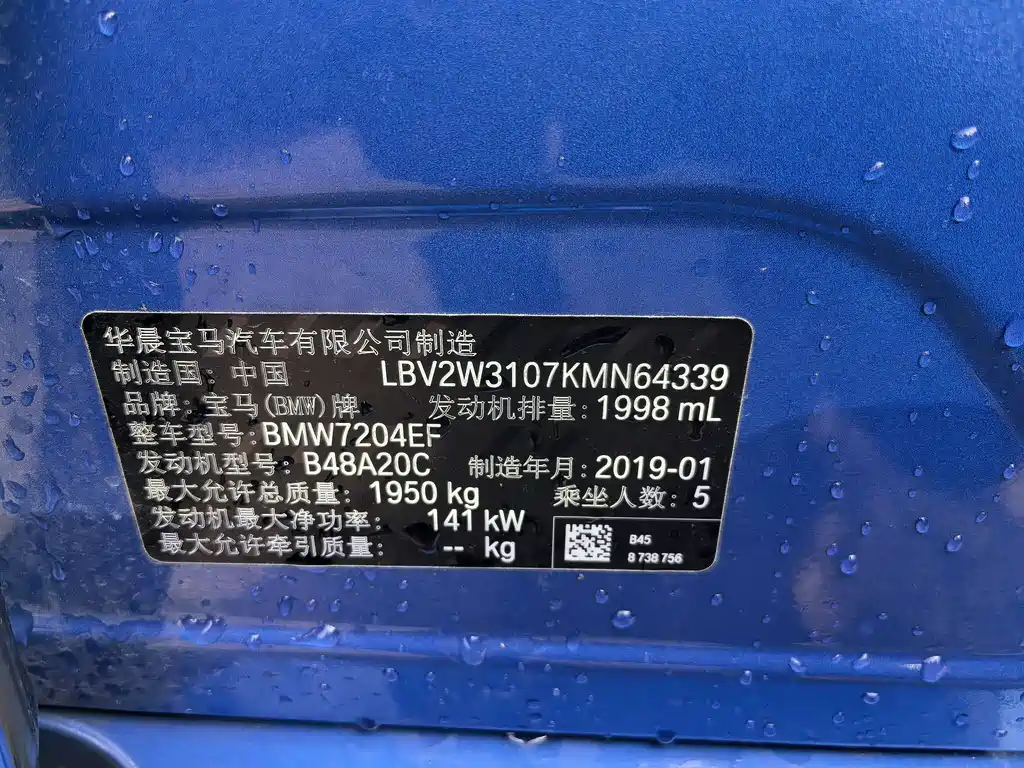 华晨宝马汽车有限公司制造
制造国: 中国 LBV2W3107KMN64339
品牌: 宝马(BMW)牌 发动机排量: 1998 mL
整车型号: BMW7204EF
发动机型号: B48A20C 制造年月: 2019-01
最大允许总质量: 1950 kg 乘坐人数: 5
发动机最大净功率: 141 kW
最大允许牵引质量: -- kg
B45
8 738 756